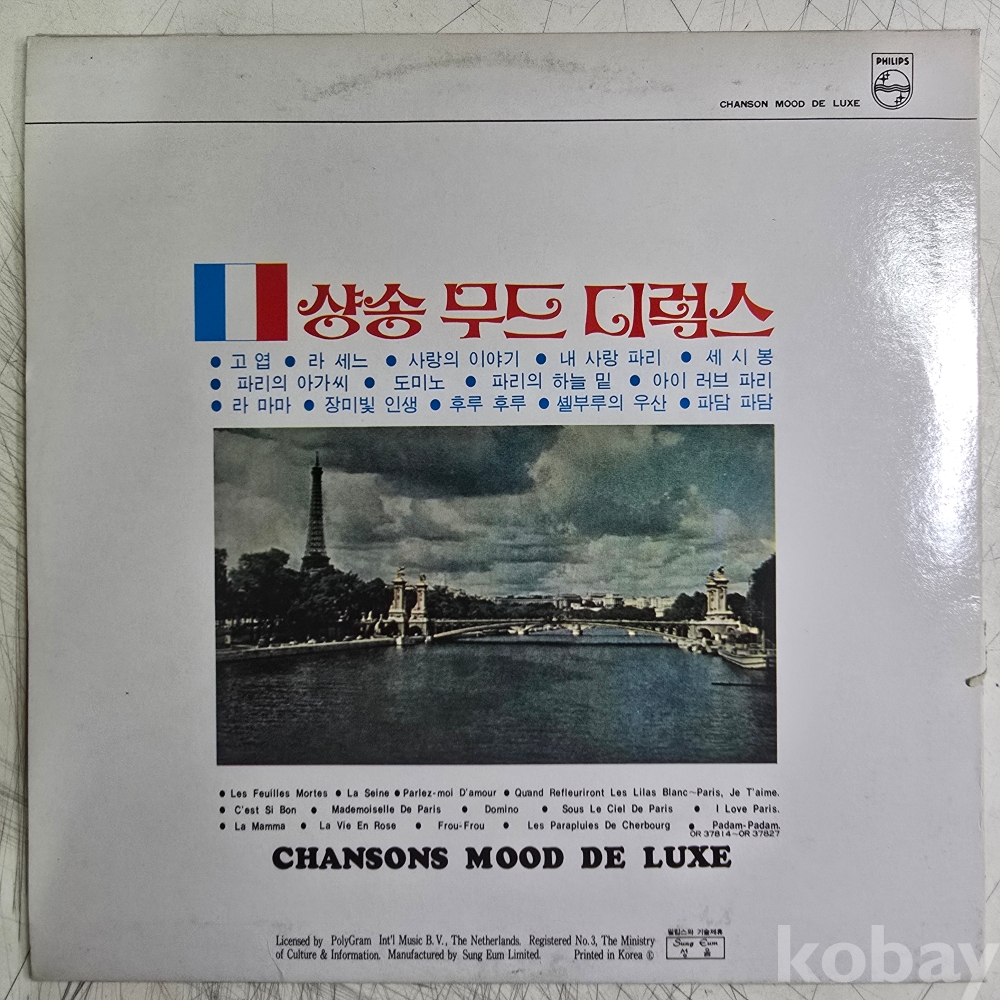 PHILIPS
CHANSON MOOD DE LUXE
샹송 무드 디럭스
• 고 엽 • 라 세느 • 사랑의 이야기 • 내 사랑 파리 • 세 시 봉
• 파리의 아가씨 • 도미노 • 파리의 하늘 밑 • 아이 러브 파리
• 라 마마 • 장미빛 인생 • 후루 후루 • 셸부루의 우산 • 파담 파담
• Les Feuilles Mortes • La Seine • Parlez-moi D'amour • Quand Refleuriront Les Lilas Blanc~Paris, Je T'aime.
• C'est Si Bon • Mademoiselle De Paris • Domino • Sous Le Ciel De Paris • I Love Paris.
• La Mamma • La Vie En Rose • Frou-Frou • Les Parapluies De Cherbourg • Padam-Padam.
OR 37814~OR 37827
CHANSONS MOOD DE LUXE
필립스와 기술제휴
Licensed by PolyGram Int'l Music B.V., The Netherlands. Registered No.3, The Ministry
of Culture & Information. Manufactured by Sung Eum Limited. Printed in Korea ©
Sung Eum
성 음
kobay